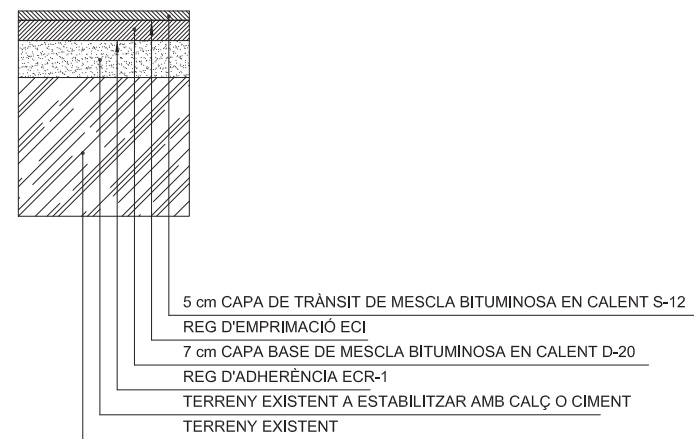 5 cm CAPA DE TRÀNSIT DE MESCLA BITUMINOSA EN CALENT S-12
REG D'EMPRIMACIÓ ECI
7 cm CAPA BASE DE MESCLA BITUMINOSA EN CALENT D-20
REG D'ADHERÈNCIA ECR-1
TERRENY EXISTENT A ESTABILITZAR AMB CALÇ O CIMENT
TERRENY EXISTENT